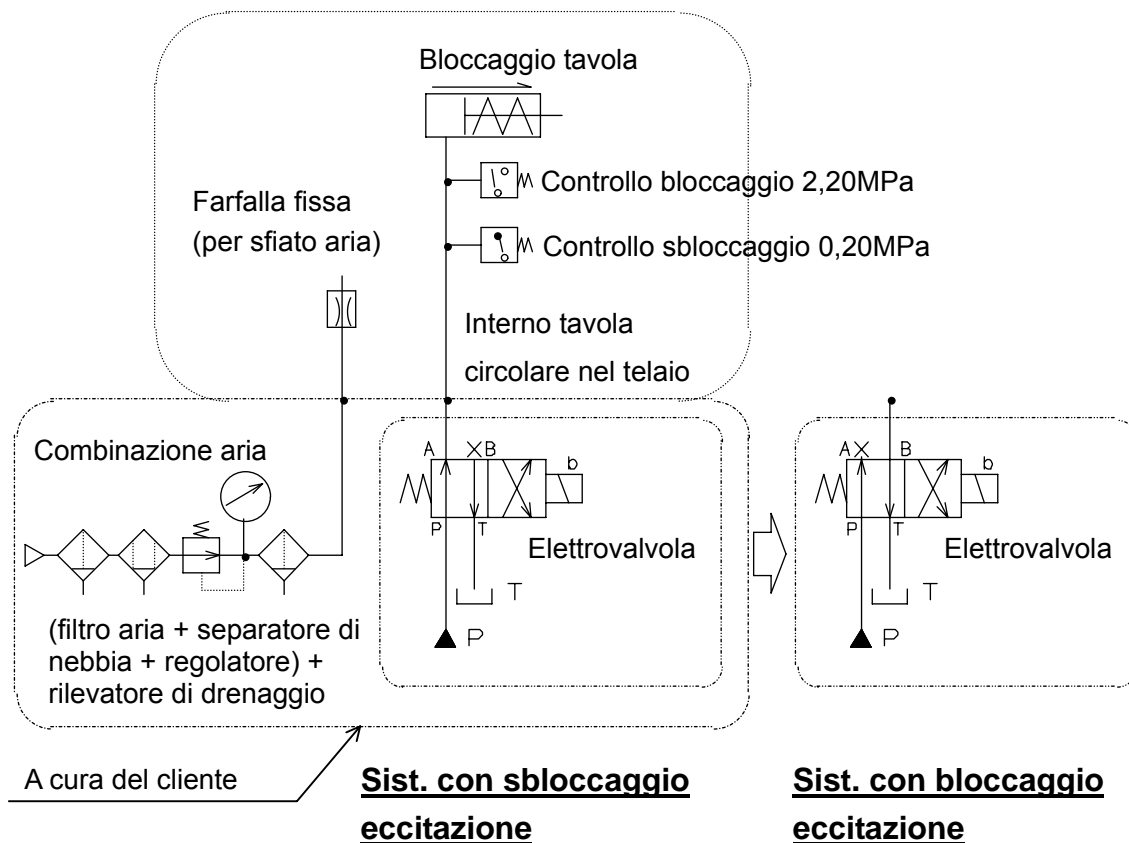 Bloccaggio tavola
Controllo bloccaggio 2,20MPa
Farfalla fissa
(per sfiato aria)
Controllo sbloccaggio 0,20MPa
Interno tavola
circolare nel telaio
Combinazione aria
A B
b
P T
Elettrovalvola
T
P
(filtro aria + separatore di
nebbia + regolatore) +
rilevatore di drenaggio
A B
b
P T
Elettrovalvola
T
P
A cura del cliente
Sist. con sbloccaggio
eccitazione
Sist. con bloccaggio
eccitazione